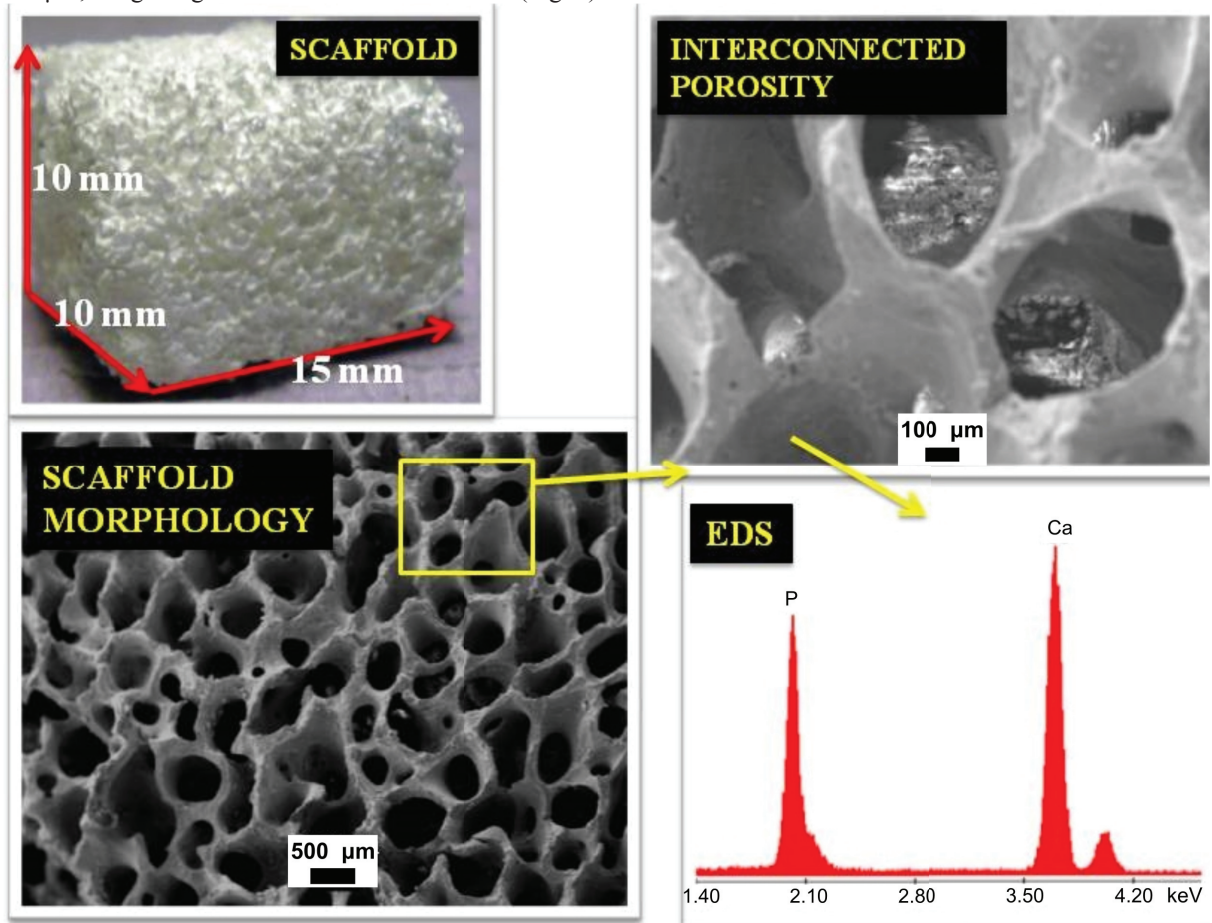 SCAFFOLD
10 mm
10 mm
15 mm
INTERCONNECTED
POROSITY
100 µm
SCAFFOLD
MORPHOLOGY
500 µm
EDS
P
Ca
1.40 2.10 2.80 3.50 4.20 keV